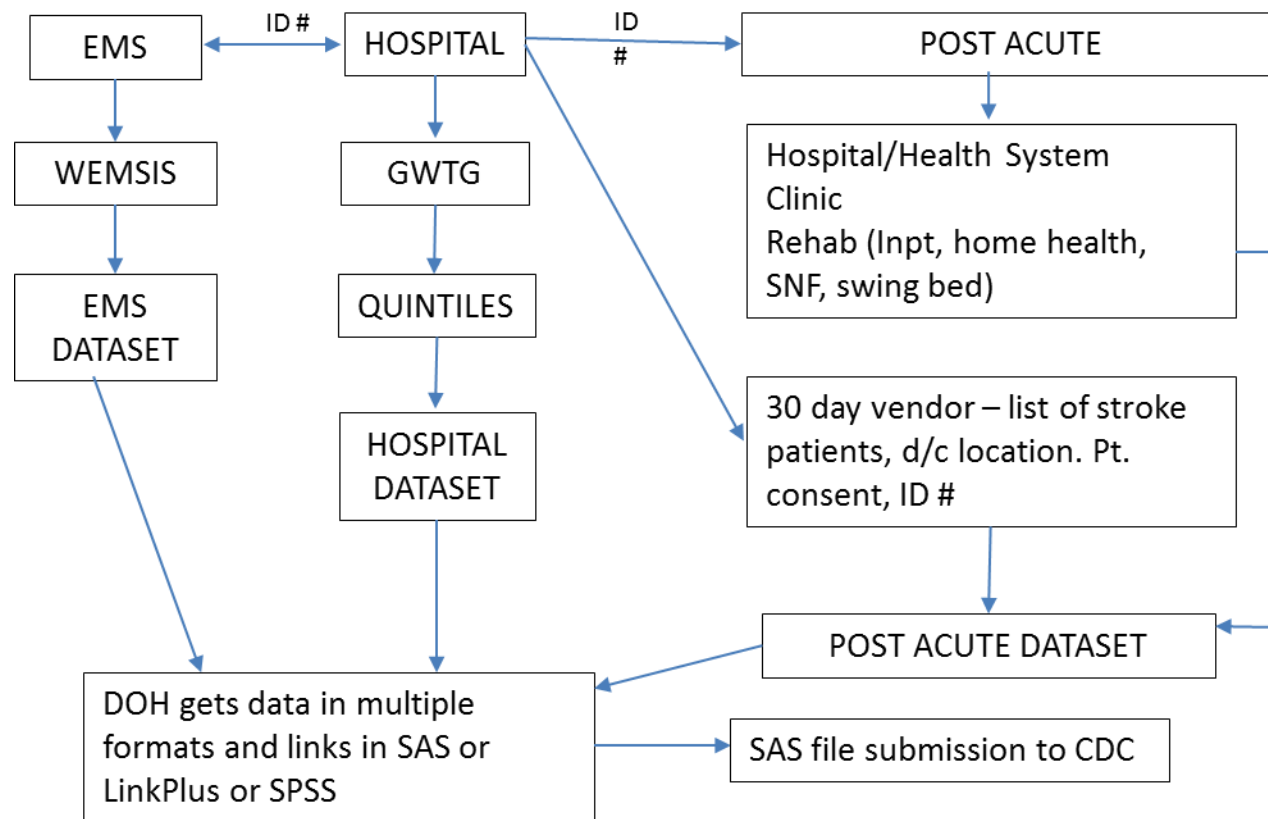 EMS
ID #
HOSPITAL
ID
#
POST ACUTE
WEMSIS
GWTG
Hospital/Health System
Clinic
Rehab (Inpt, home health,
SNF, swing bed)
EMS
DATASET
QUINTILES
HOSPITAL
DATASET
30 day vendor – list of stroke
patients, d/c location. Pt.
consent, ID #
POST ACUTE DATASET
DOH gets data in multiple
formats and links in SAS or
LinkPlus or SPSS
SAS file submission to CDC